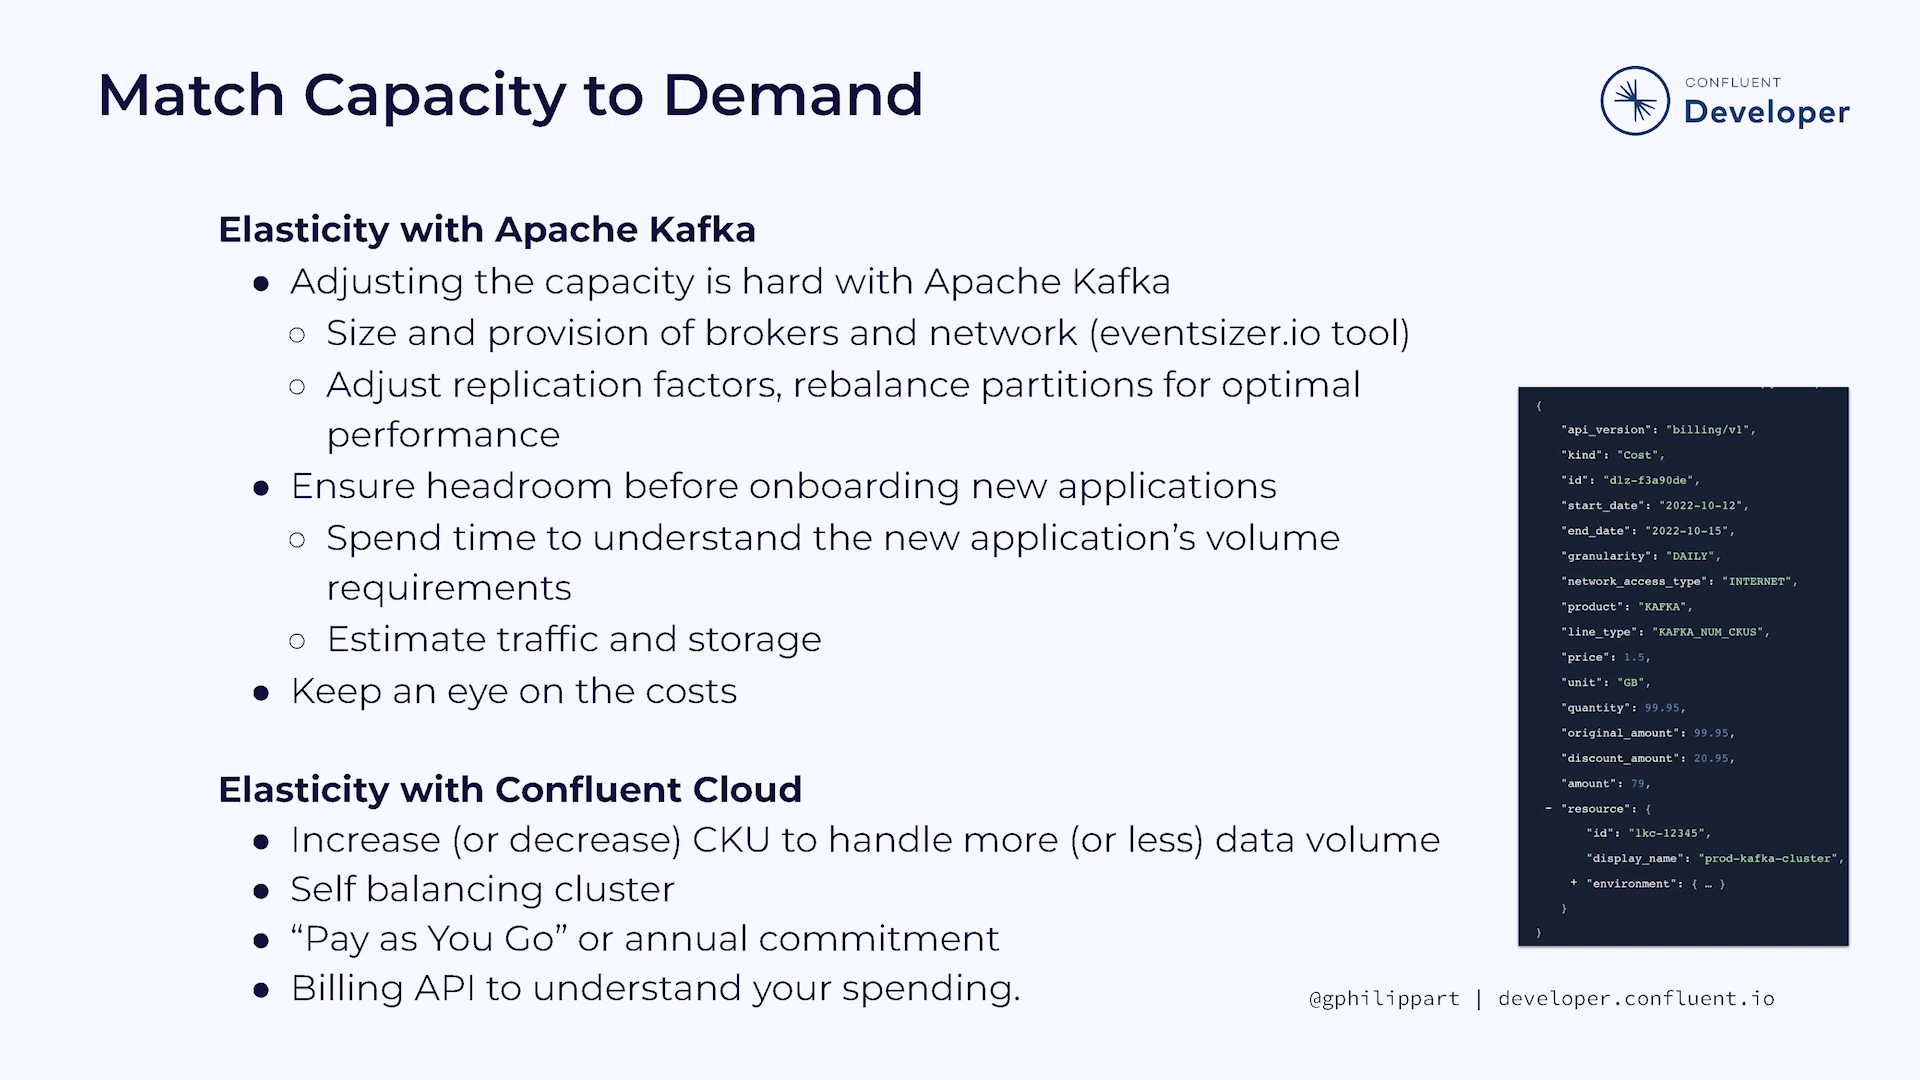 Match Capacity to Demand
CONFLUENT
Developer
Elasticity with Apache Kafka
● Adjusting the capacity is hard with Apache Kafka
○ Size and provision of brokers and network (eventsizer.io tool)
○ Adjust replication factors, rebalance partitions for optimal
performance
● Ensure headroom before onboarding new applications
○ Spend time to understand the new application’s volume
requirements
○ Estimate traffic and storage
● Keep an eye on the costs
Elasticity with Confluent Cloud
● Increase (or decrease) CKU to handle more (or less) data volume
● Self balancing cluster
● “Pay as You Go” or annual commitment
● Billing API to understand your spending.
{
"api_version": "billing/v1",
"kind": "Cost",
"id": "dlz-f3a90de",
"start_date": "2022-10-12",
"end_date": "2022-10-15",
"granularity": "DAILY",
"network_access_type": "INTERNET",
"product": "KAFKA",
"line_type": "KAFKA_NUM_CKUS",
"price": 1.5,
"unit": "GB",
"quantity": 99.95,
"original_amount": 99.95,
"discount_amount": 20.95,
"amount": 79,
- "resource": {
"id": "lkc-12345",
"display_name": "prod-kafka-cluster",
+ "environment": { … }
}
}
@gphilippart | developer.confluent.io